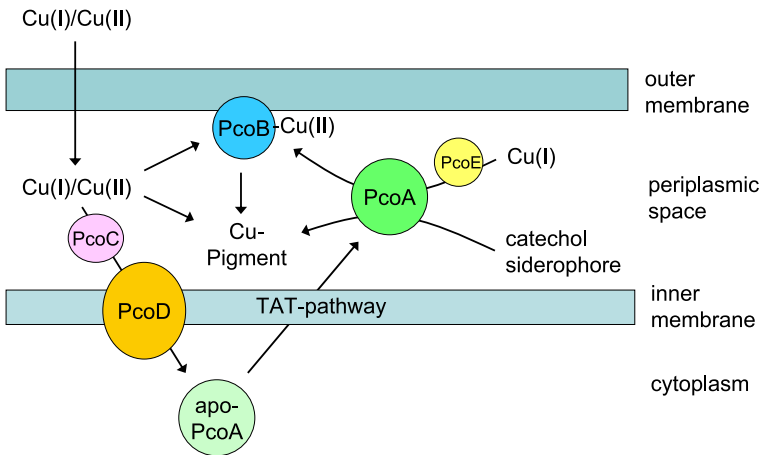 Cu(I)/Cu(II)
outer
membrane
PcoB
-Cu(II)
PcoE
Cu(I)
Cu(I)/Cu(II)
PcoA
periplasmic
space
PcoC
Cu-
Pigment
catechol
siderophore
PcoD
TAT-pathway
inner
membrane
cytoplasm
apo-
PcoA